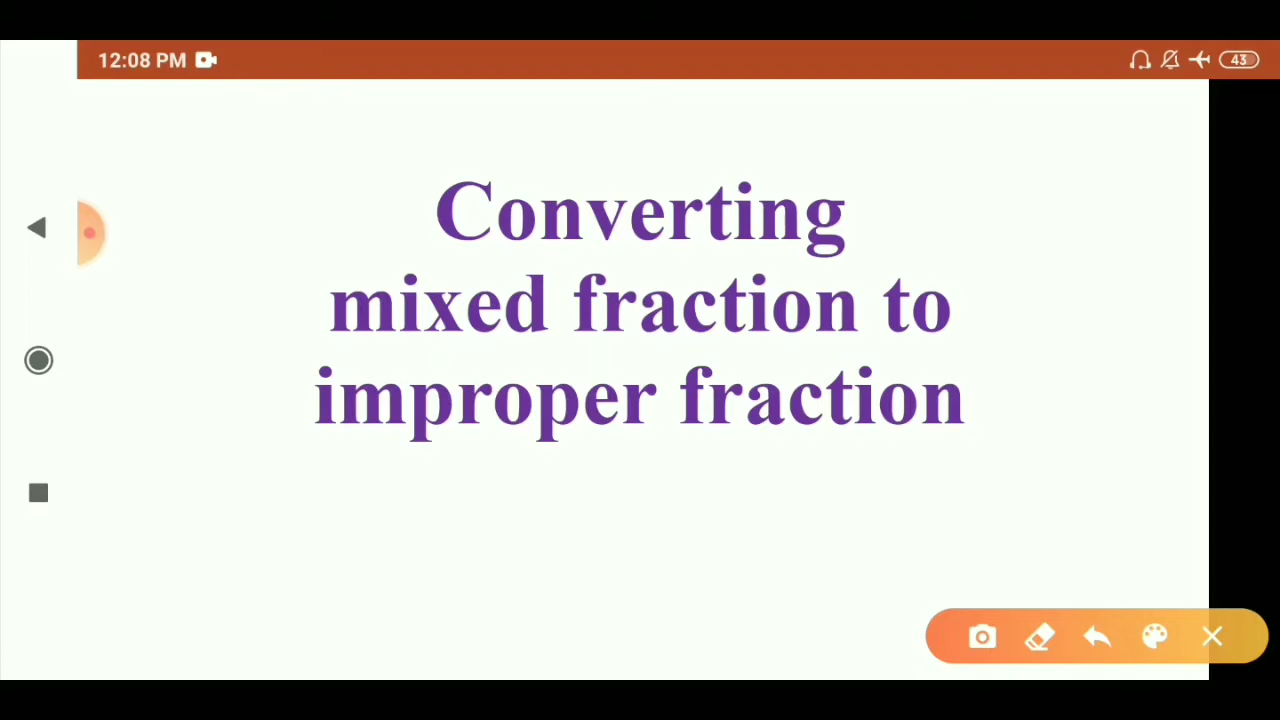 12:08 PM
43
Converting
mixed fraction to
improper fraction